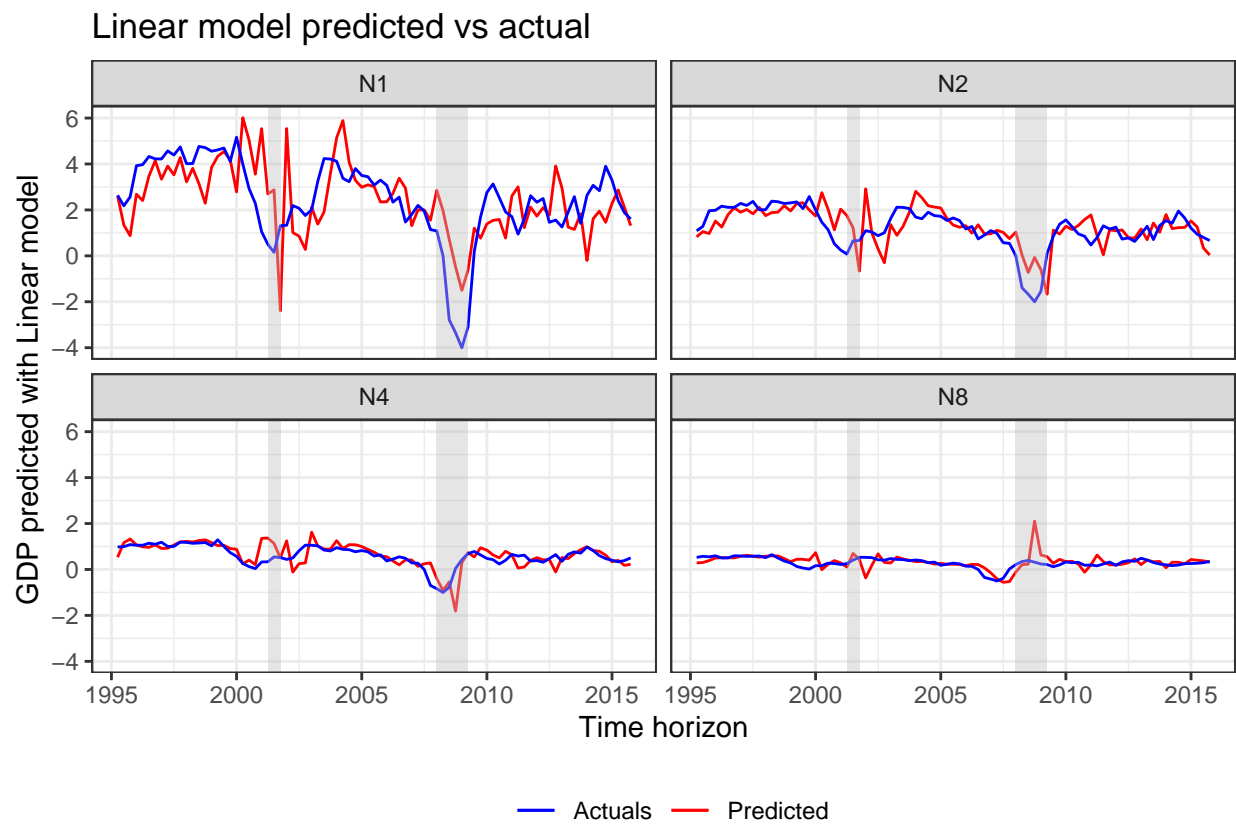 Linear model predicted vs actual
N1
N2
6
4
2
0
−2
−4
N4
N8
6
4
2
0
−2
−4
GDP predicted with Linear model
1995 2000 2005 2010 2015
1995 2000 2005 2010 2015
Time horizon
Actuals Predicted